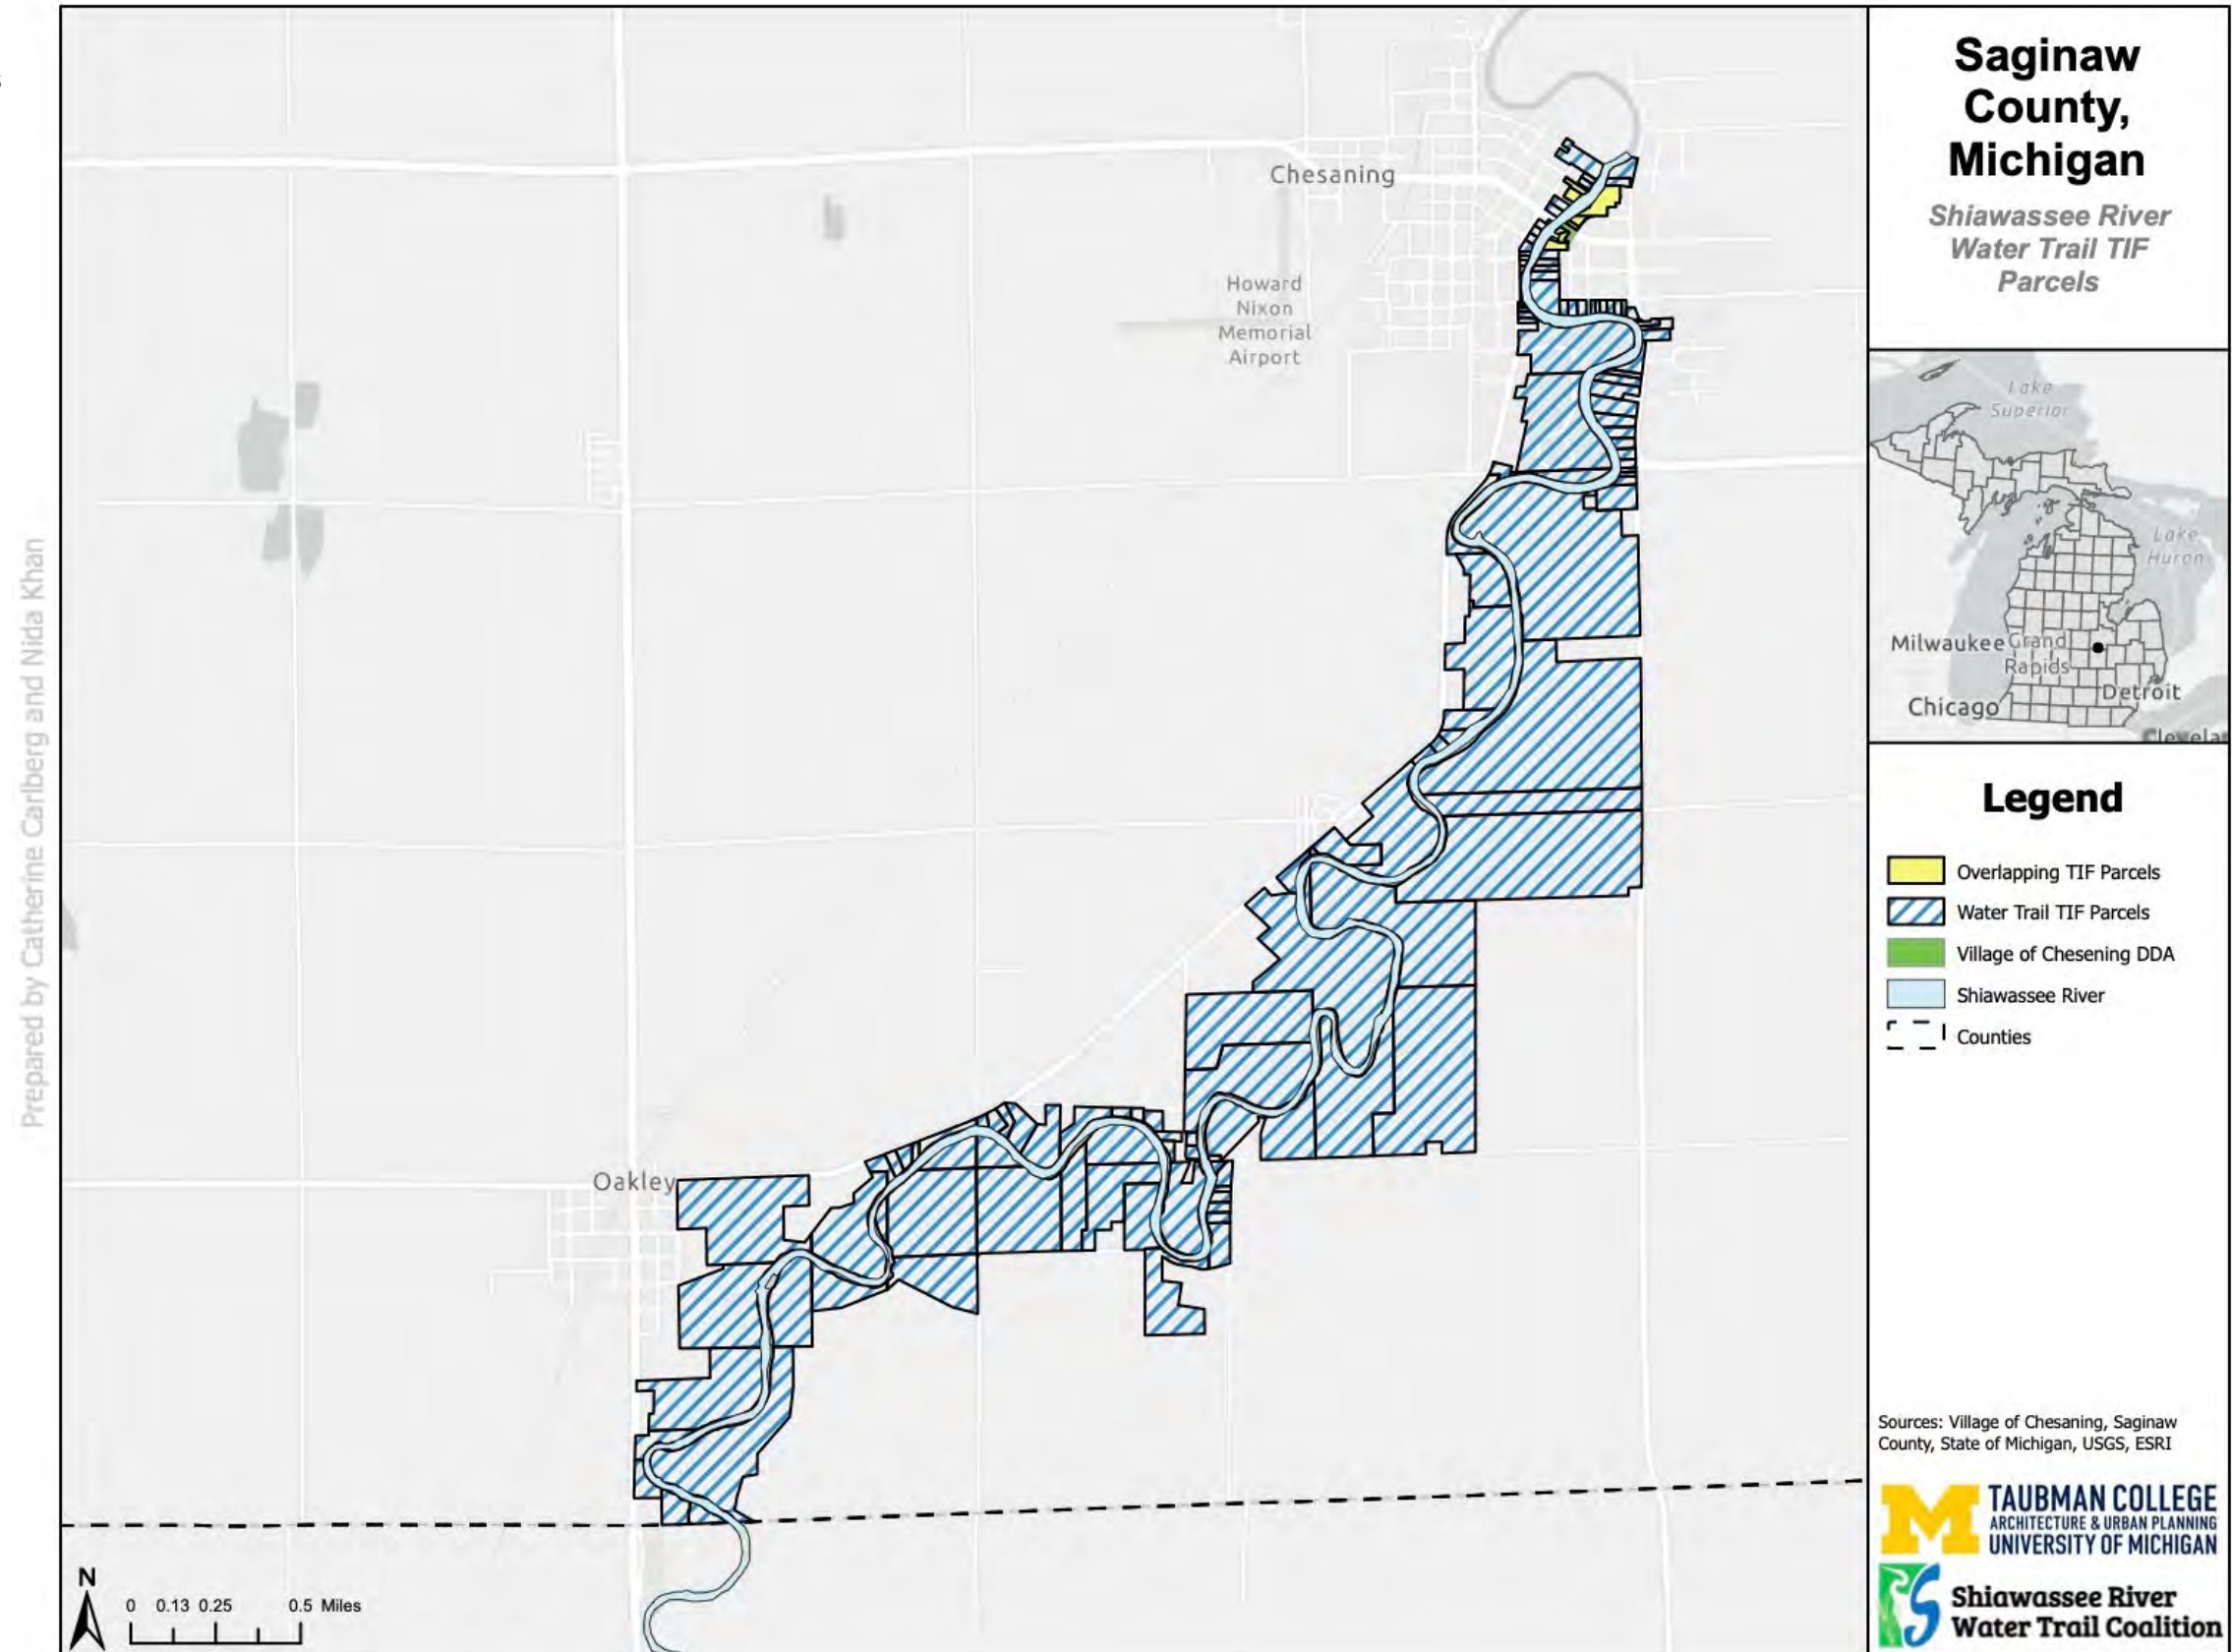 Saginaw
County,
Michigan
Shiawassee River
Water Trail TIF
Parcels
Chesaning
Howard
Nixon
Memorial
Airport
Oakley
Prepared by Catherine Carlberg and Nida Khan
N
0 0.13 0.25 0.5 Miles
Lake
Superior
Lake
Huron
Milwaukee
Grand
Rapids
Detroit
Chicago
Clevela
Legend
Overlapping TIF Parcels
Water Trail TIF Parcels
Village of Chesening DDA
Shiawassee River
Counties
Sources: Village of Chesaning, Saginaw
County, State of Michigan, USGS, ESRI
M
TAUBMAN COLLEGE
ARCHITECTURE & URBAN PLANNING
UNIVERSITY OF MICHIGAN
Shiawassee River
Water Trail Coalition